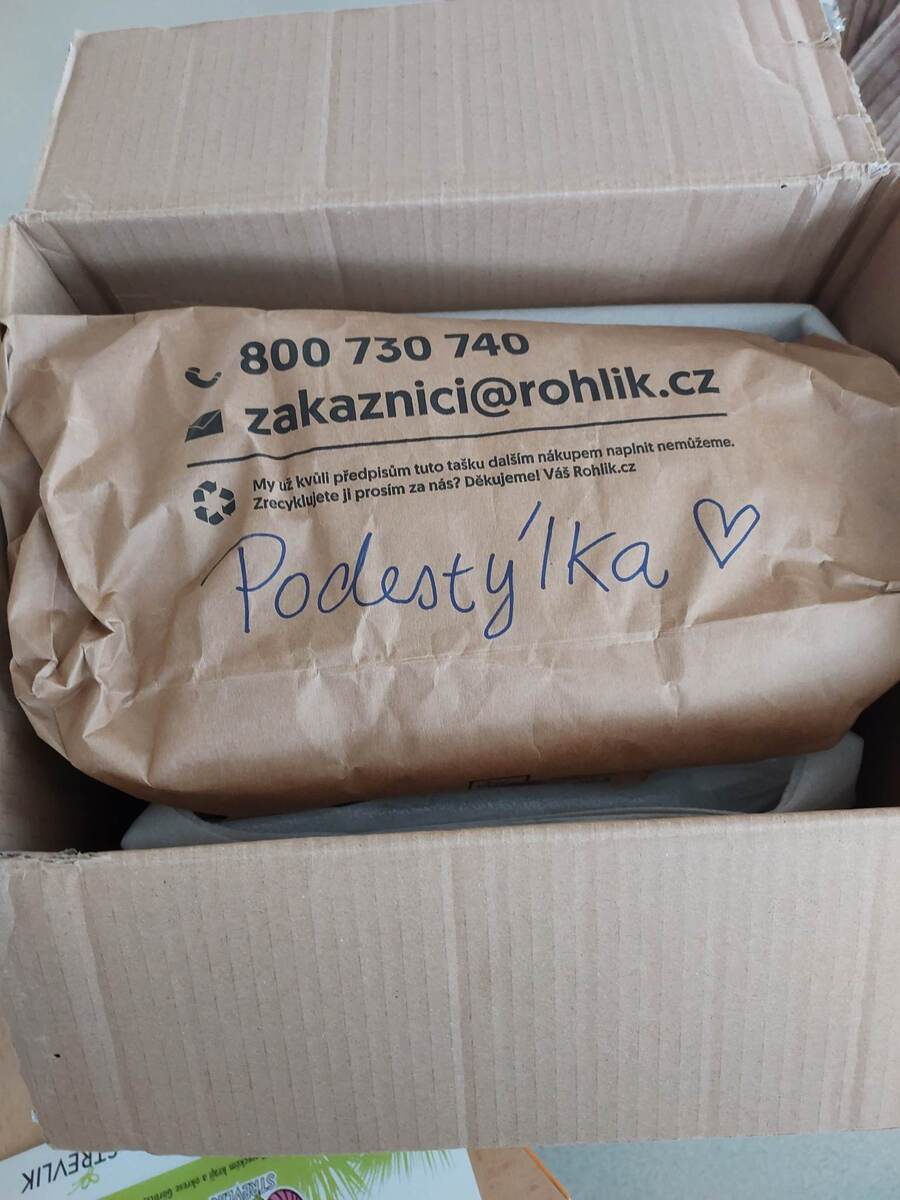 800 730 740
zakaznici@rohlik.cz
My už kvůli předpisům tuto tašku dalším nákupem naplnit nemůžeme.
Zrecyklujete ji prosím za nás? Děkujeme! Váš Rohlik.cz
Podestýlka ♡
STREVLIK